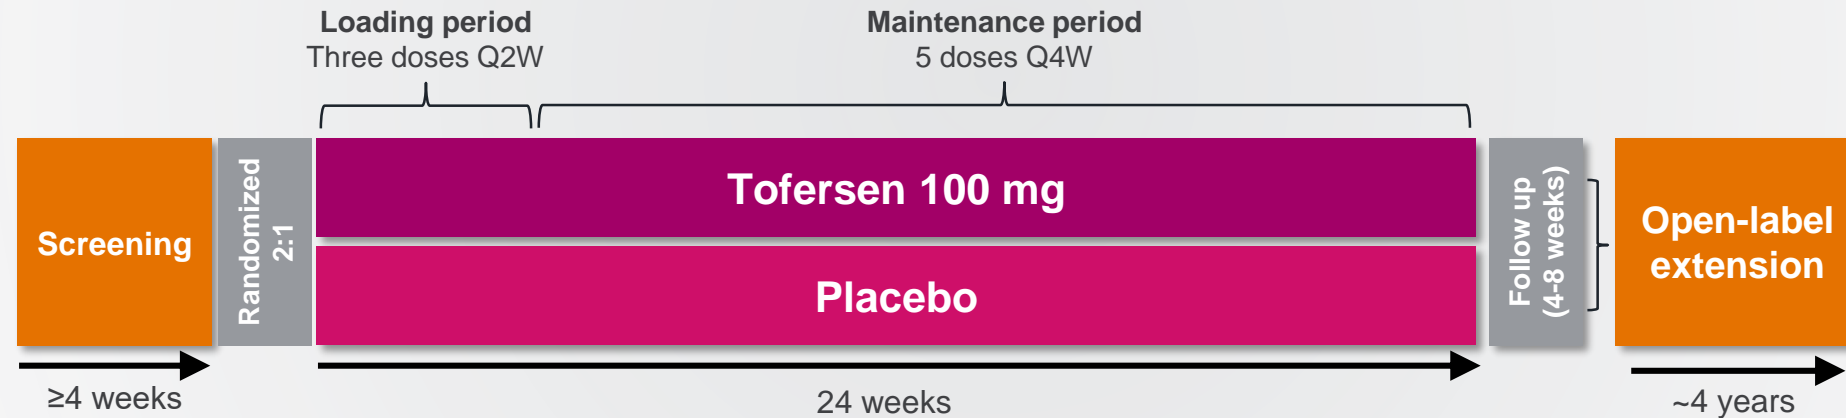 Loading period
Three doses Q2W
Maintenance period
5 doses Q4W
Screening
Randomized
2:1
Tofersen 100 mg
Placebo
Follow up
(4-8 weeks)
Open-label
extension
≥4 weeks
24 weeks
~4 years